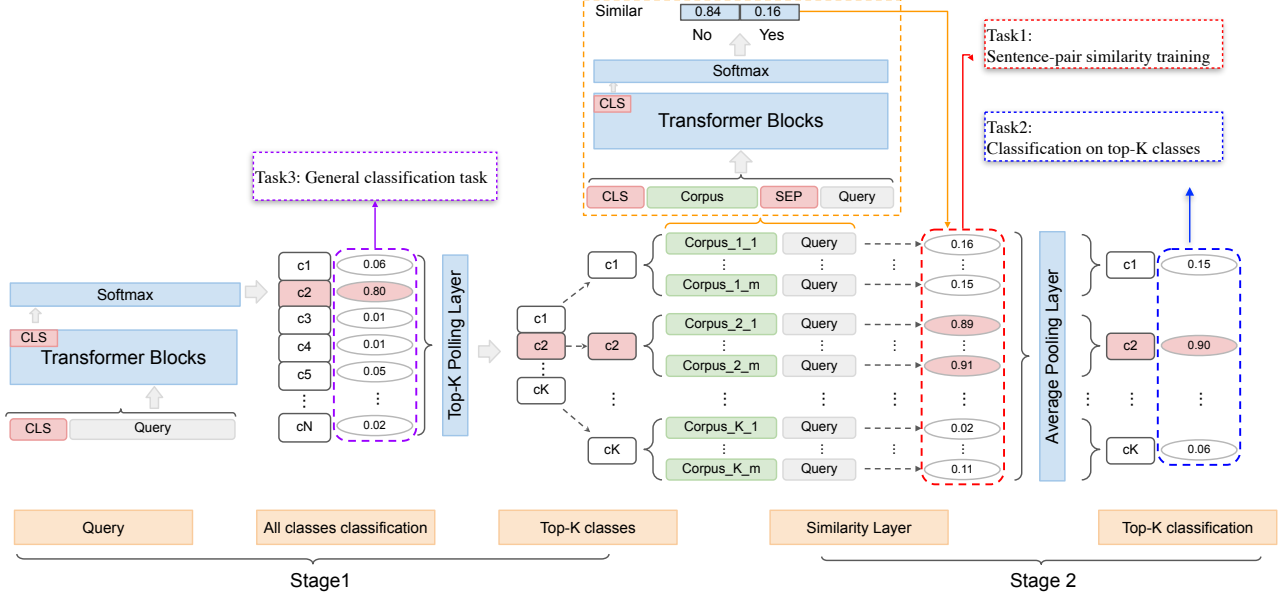 Similar
0.84 0.16
No Yes
Softmax
CLS
Transformer Blocks
CLS Corpus SEP Query
Task1:
Sentence-pair similarity training
Task2:
Classification on top-K classes
Task3: General classification task
Softmax
CLS
Transformer Blocks
CLS Query
c1 0.06
c2 0.80
c3 0.01
c4 0.01
c5 0.05
cN 0.02
Top-K Polling Layer
c1
c2
cK
c1
Corpus_1_1 Query 0.16
Corpus_1_m Query 0.15
c2
Corpus_2_1 Query 0.89
Corpus_2_m Query 0.91
cK
Corpus_K_1 Query 0.02
Corpus_K_m Query 0.11
Average Pooling Layer
c1 0.15
c2 0.90
cK 0.06
Query
All classes classification
Top-K classes
Similarity Layer
Top-K classification
Stage1
Stage 2